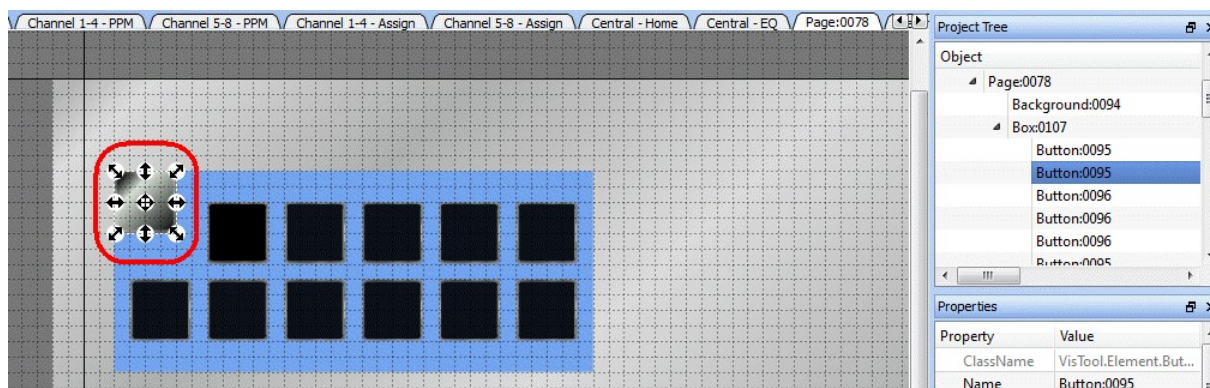 Channel 1-4 - PPM
Channel 5-8 - PPM
Channel 1-4 - Assign
Channel 5-8 - Assign
Central - Home
Central - EQ
Page:0078
Project Tree
Object
Page:0078
Background:0094
Box:0107
Button:0095
Button:0095
Button:0096
Button:0096
Button:0096
Button:0095
Properties
Property Value
ClassName VisTool.Element.But...
Name Button:0095